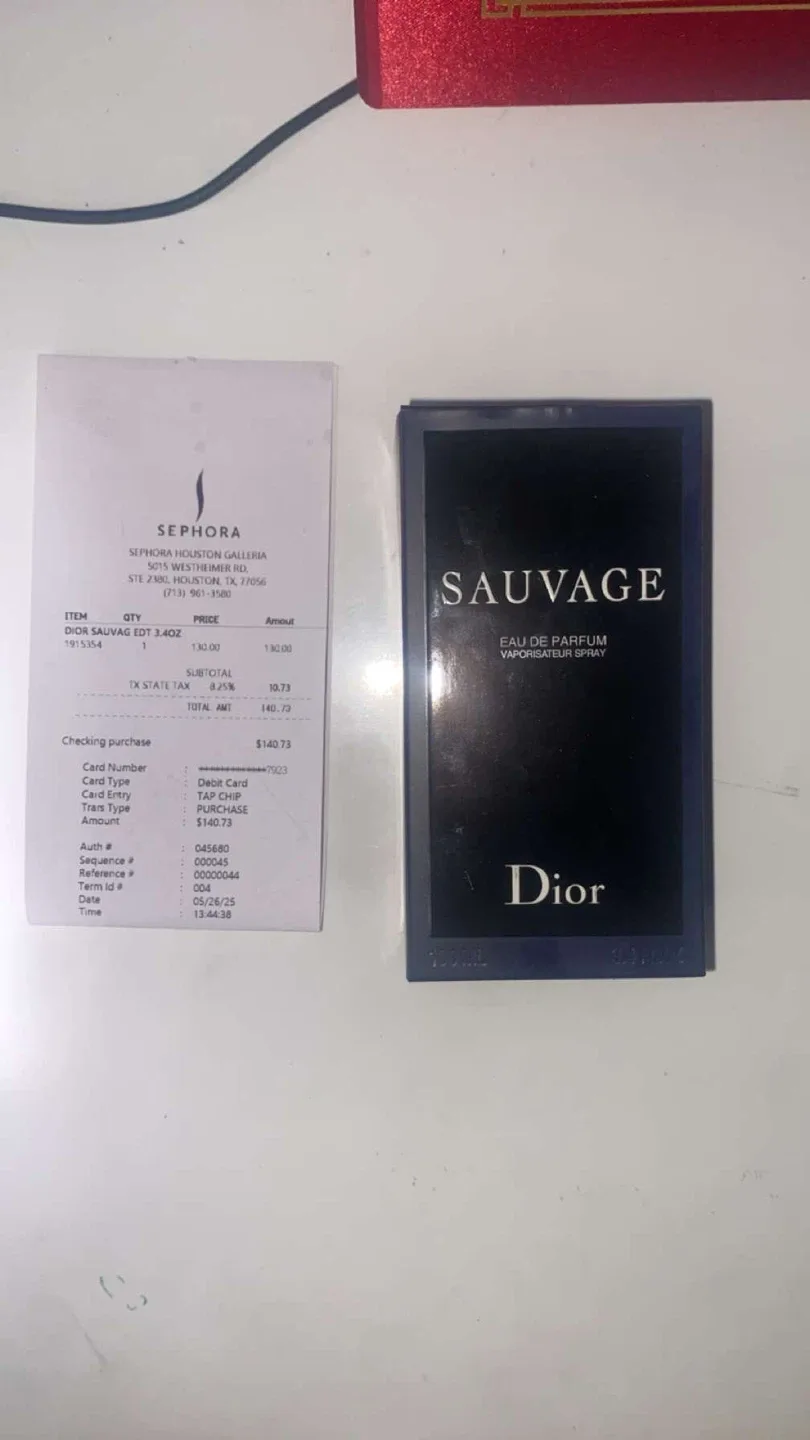 SEPHORA
SEPHORA HOUSTON GALLERIA
5015 WESTHEIMER RD,
STE 2380, HOUSTON, TX, 77056
(713) 961-3580
ITEM QTY PRICE Amout
DIOR SAUVAG EDT 3.4OZ
1915354 1 130.00 130.00
SUBTOTAL
TX STATE TAX 8.25% 10.73
TOTAL AMT 140.73
Checking purchase $140.73
Card Number : **************7923
Card Type : Debit Card
Card Entry : TAP CHIP
Trans Type : PURCHASE
Amount : $140.73
Auth # : 045680
Sequence # : 000045
Reference # : 00000044
Term Id # : 004
Date : 05/26/25
Time : 13:44:38
SAUVAGE
EAU DE PARFUM
VAPORISATEUR SPRAY
Dior